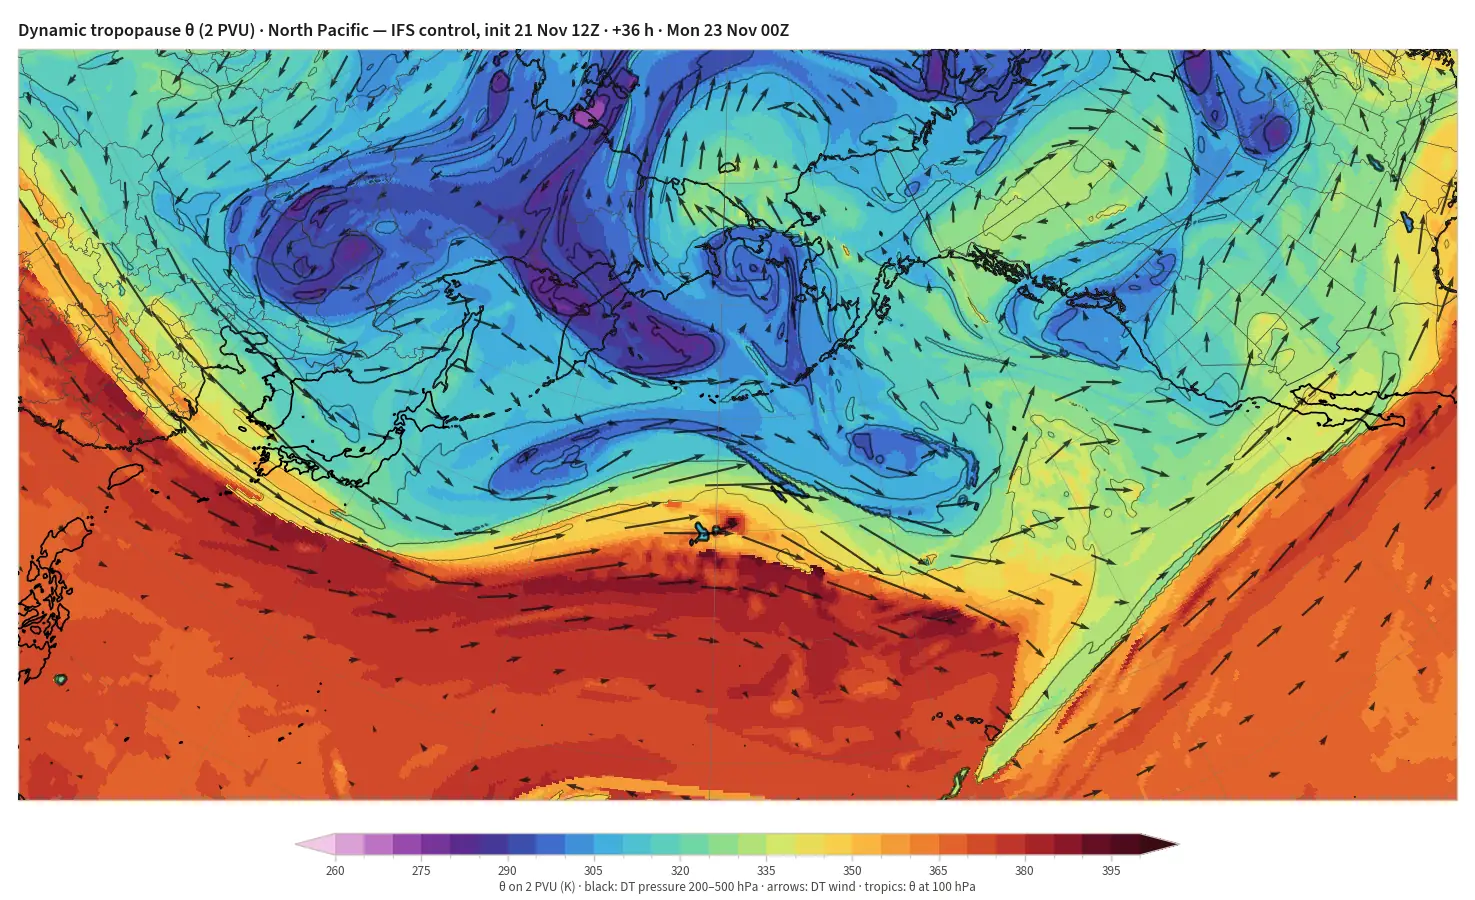 Dynamic tropopause θ (2 PVU) · North Pacific — IFS control, init 21 Nov 12Z · +36 h · Mon 23 Nov 00Z
260 275 290 305 320 335 350 365 380 395
θ on 2 PVU (K) · black: DT pressure 200–500 hPa · arrows: DT wind · tropics: θ at 100 hPa